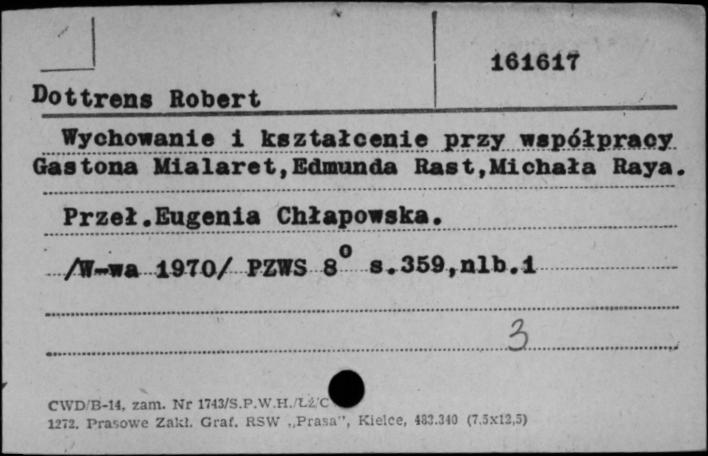 161617
Dottrens Robert
Wychowanie i kształcenie przy współpracy
Gastona Mialaret,Edmunda Rast,Michała Raya.
Przeł.Eugenia Chłapowska.
/W-wa 1970/ PZWS 8⁰ s.359,nlb.1
3
CWD/B-14, zam. Nr 1743/S.P.W.H./ŁŻ/C
1272. Prasowe Zakł. Graf. RSW „Prasa", Kielce, 483.340 (7,5x12,5)